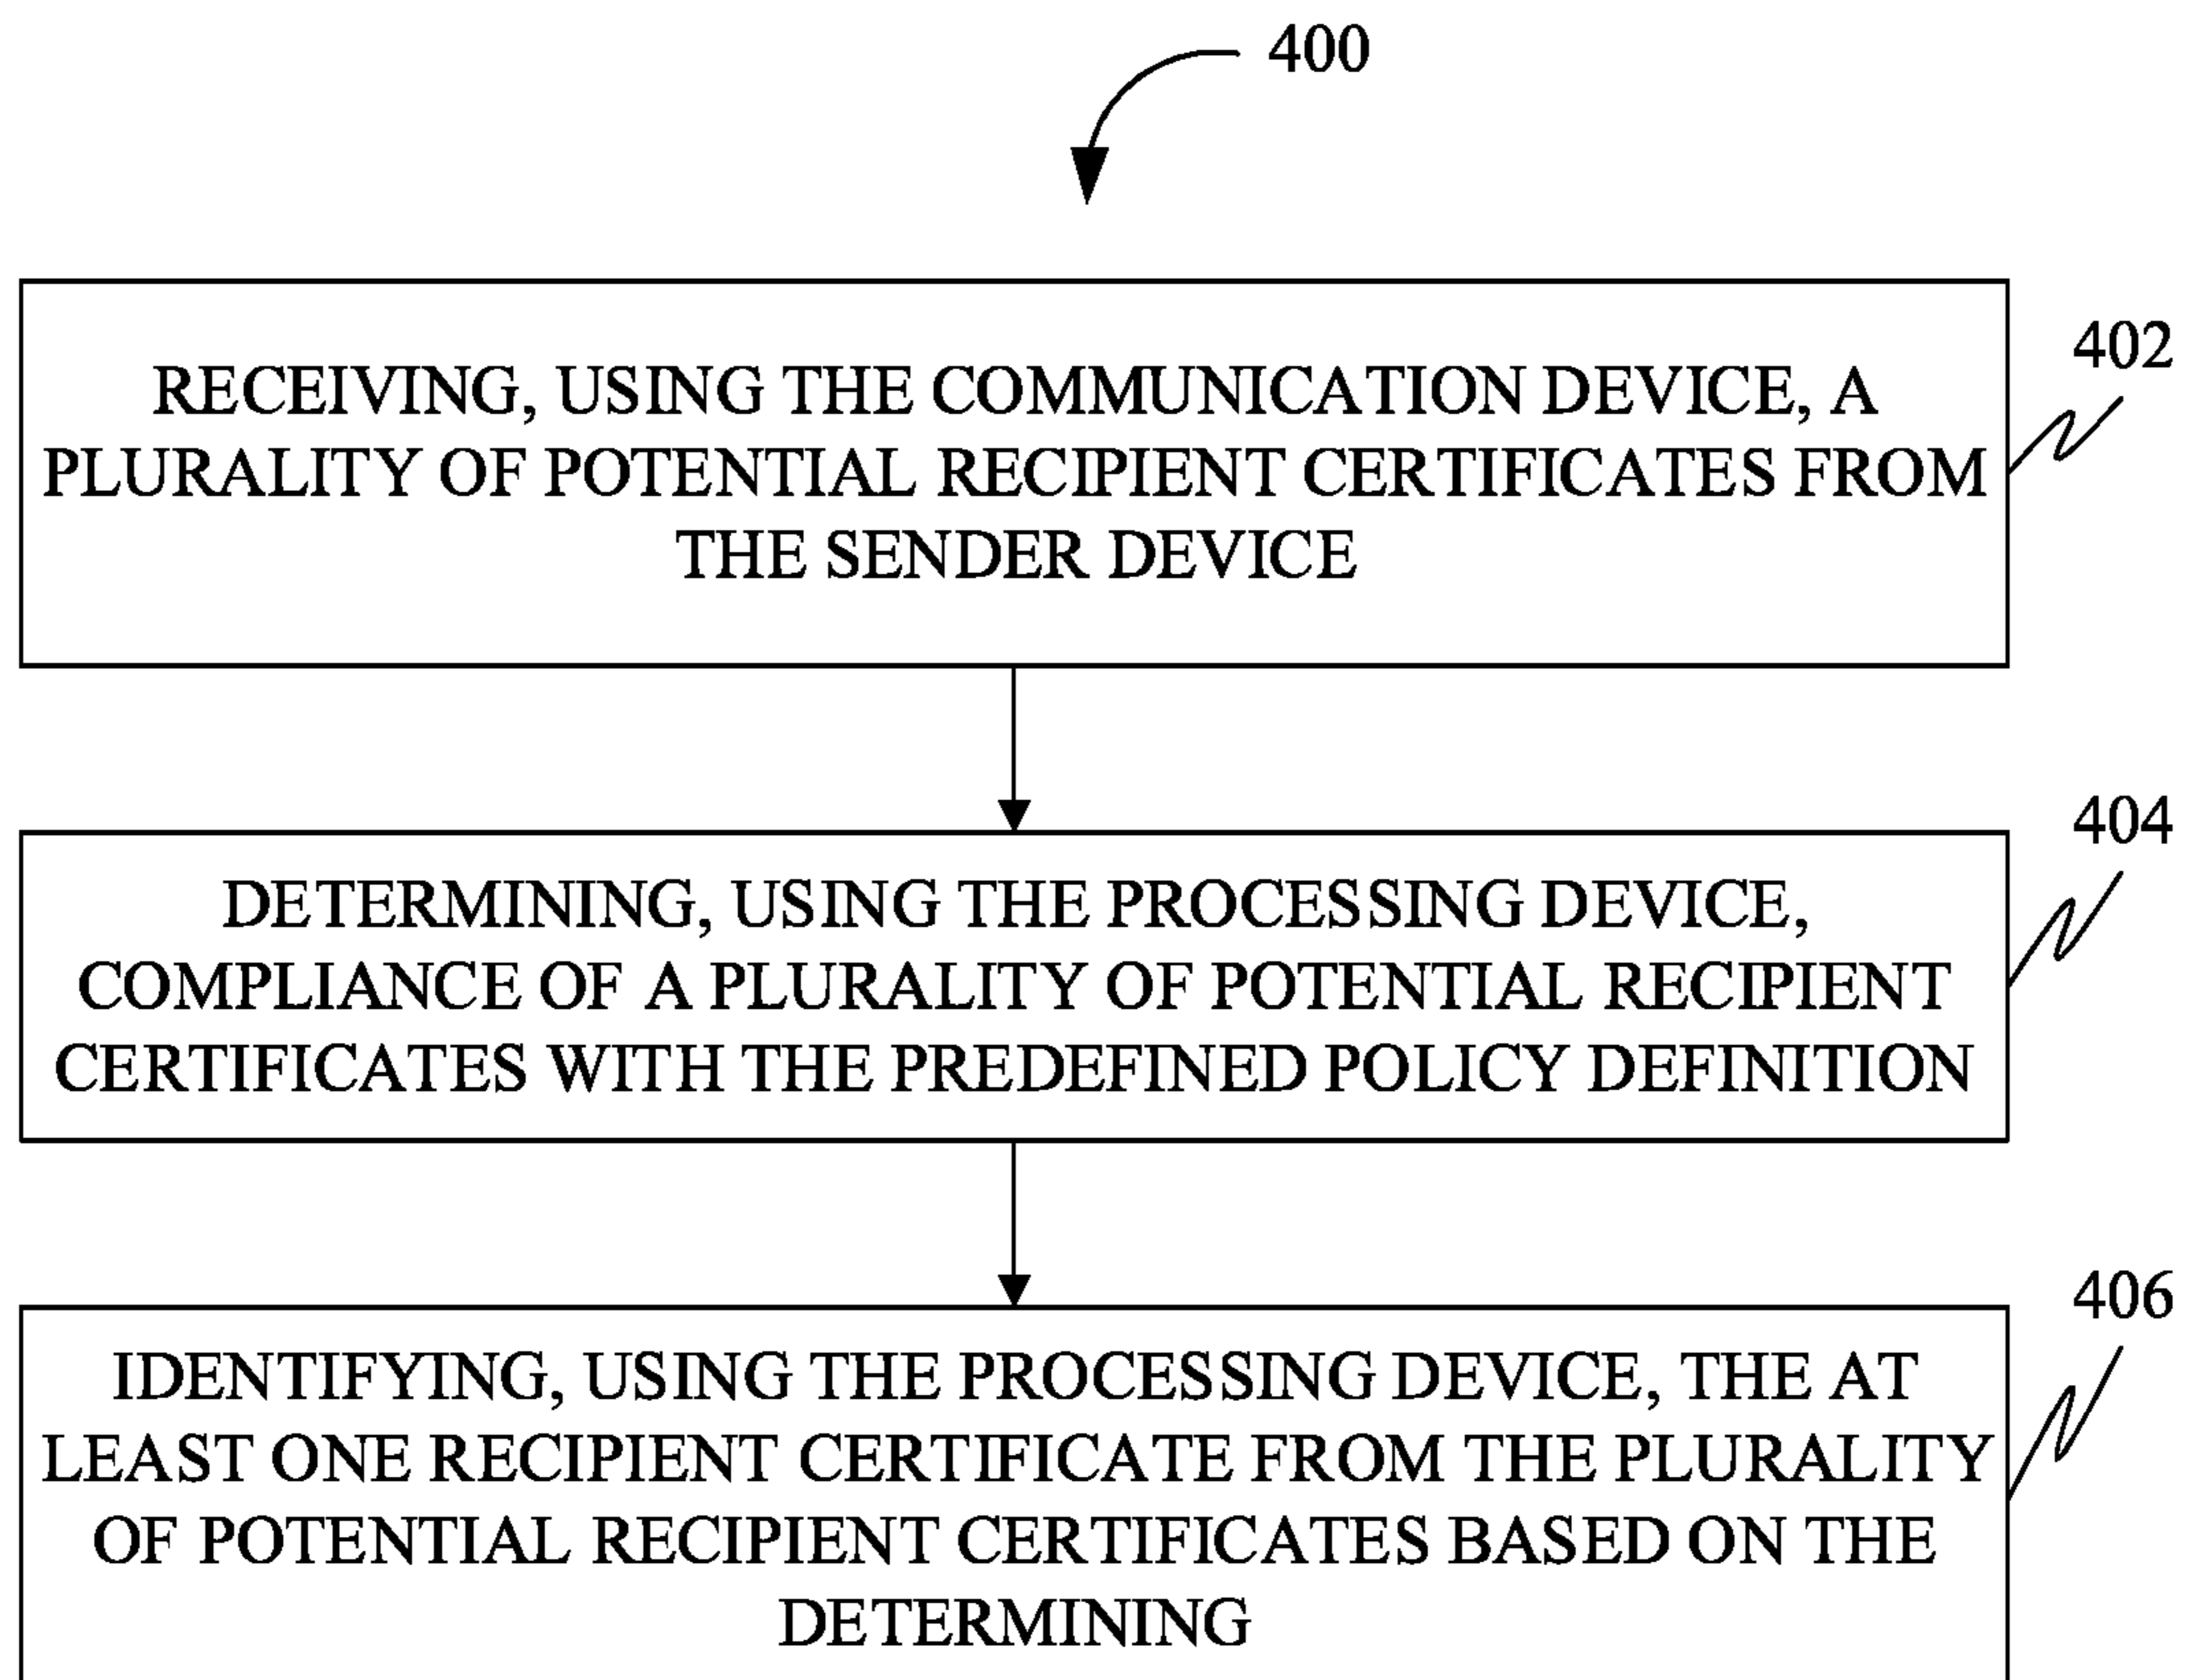 400
402
RECEIVING, USING THE COMMUNICATION DEVICE, A
PLURALITY OF POTENTIAL RECIPIENT CERTIFICATES FROM
THE SENDER DEVICE
404
DETERMINING, USING THE PROCESSING DEVICE,
COMPLIANCE OF A PLURALITY OF POTENTIAL RECIPIENT
CERTIFICATES WITH THE PREDEFINED POLICY DEFINITION
406
IDENTIFYING, USING THE PROCESSING DEVICE, THE AT
LEAST ONE RECIPIENT CERTIFICATE FROM THE PLURALITY
OF POTENTIAL RECIPIENT CERTIFICATES BASED ON THE
DETERMINING